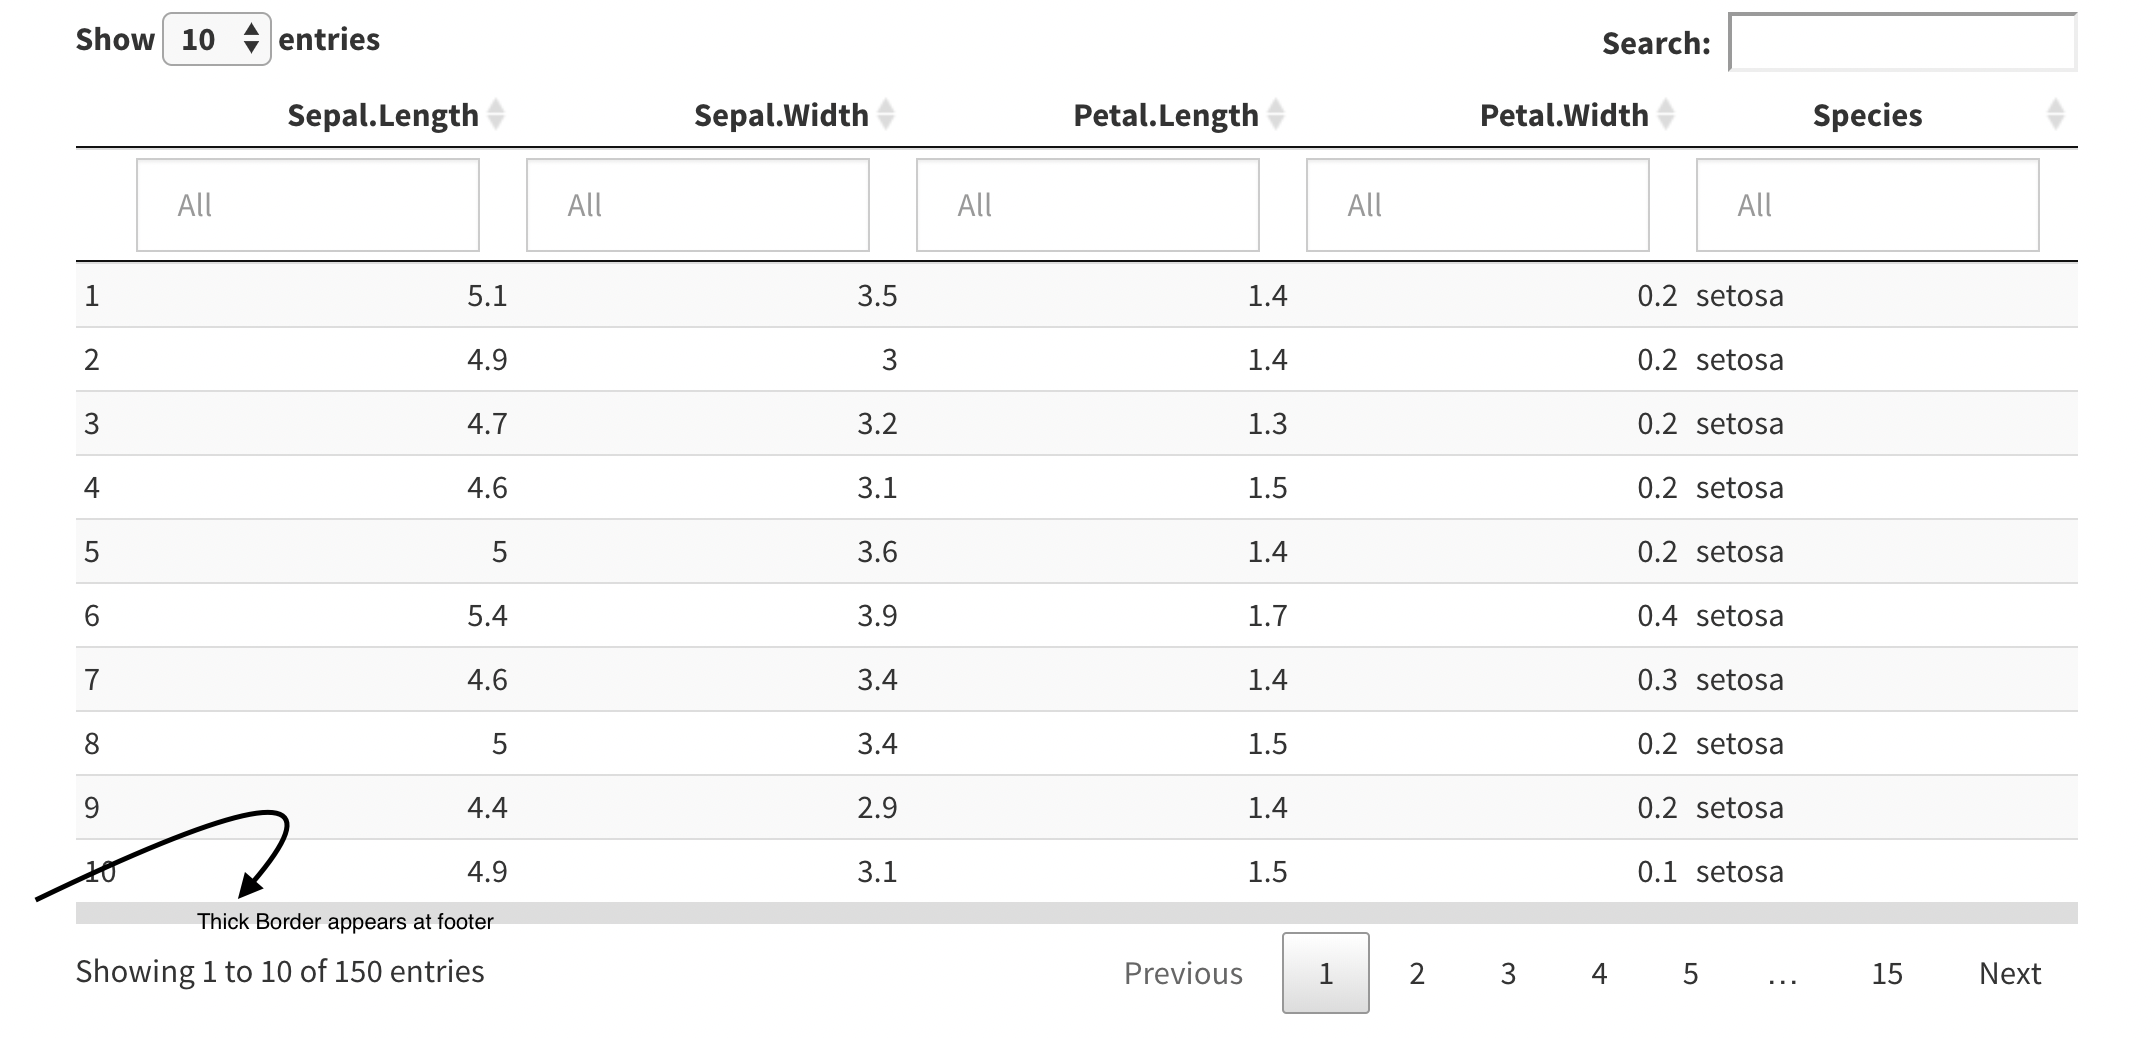 Show 10 entries Search:
Sepal.Length Sepal.Width Petal.Length Petal.Width Species
All All All All All
1 5.1 3.5 1.4 0.2 setosa
2 4.9 3 1.4 0.2 setosa
3 4.7 3.2 1.3 0.2 setosa
4 4.6 3.1 1.5 0.2 setosa
5 5 3.6 1.4 0.2 setosa
6 5.4 3.9 1.7 0.4 setosa
7 4.6 3.4 1.4 0.3 setosa
8 5 3.4 1.5 0.2 setosa
9 4.4 2.9 1.4 0.2 setosa
10 4.9 3.1 1.5 0.1 setosa
Thick Border appears at footer
Showing 1 to 10 of 150 entries Previous 1 2 3 4 5 … 15 Next